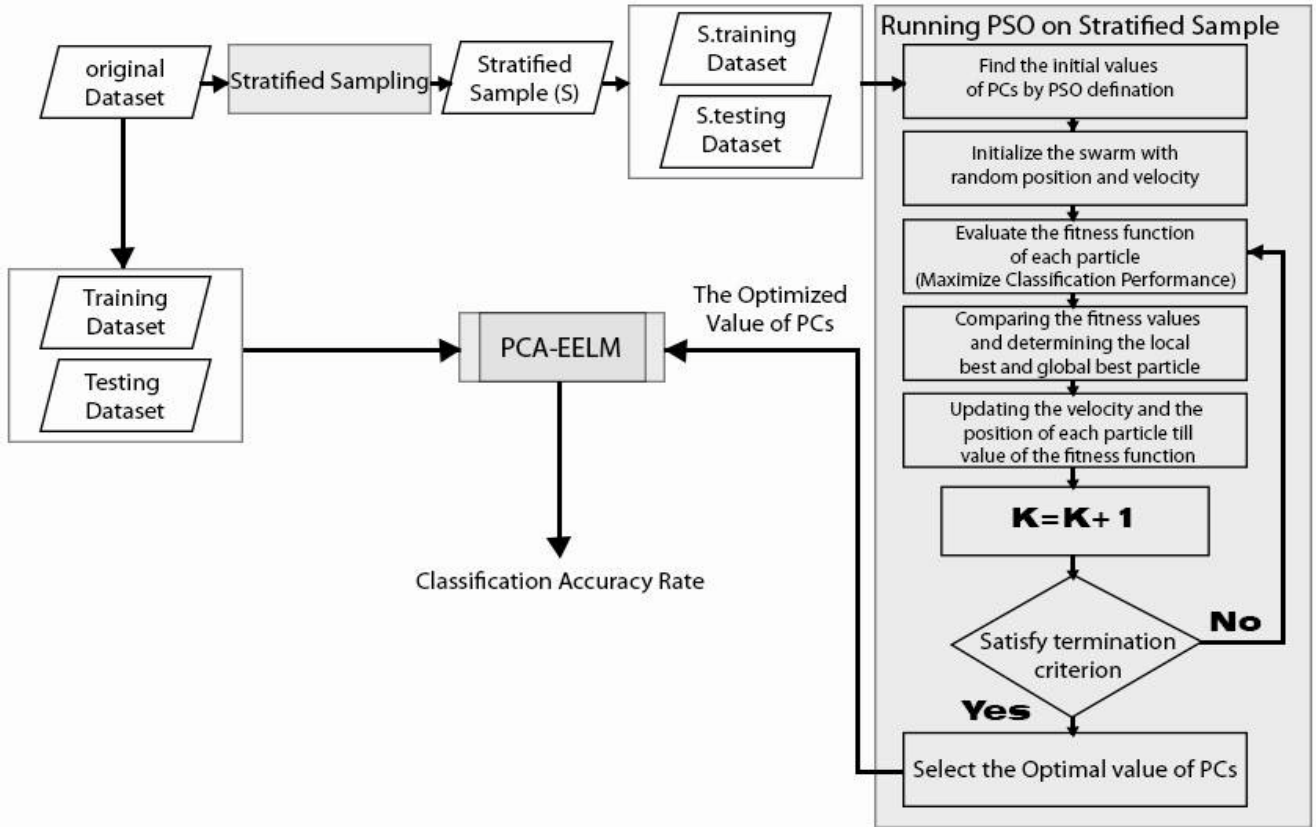 original
Dataset
Stratified Sampling
Stratified
Sample (S)
S.training
Dataset
S.testing
Dataset
Running PSO on Stratified Sample
Find the initial values
of PCs by PSO defination
Initialize the swarm with
random position and velocity
Evaluate the fitness function
of each particle
(Maximize Classification Performance)
Comparing the fitness values
and determining the local
best and global best particle
Updating the velocity and the
position of each particle till
value of the fitness function
K=K+ 1
Satisfy termination
criterion
No
Yes
Select the Optimal value of PCs
The Optimized
Value of PCs
Training
Dataset
Testing
Dataset
PCA-EELM
Classification Accuracy Rate